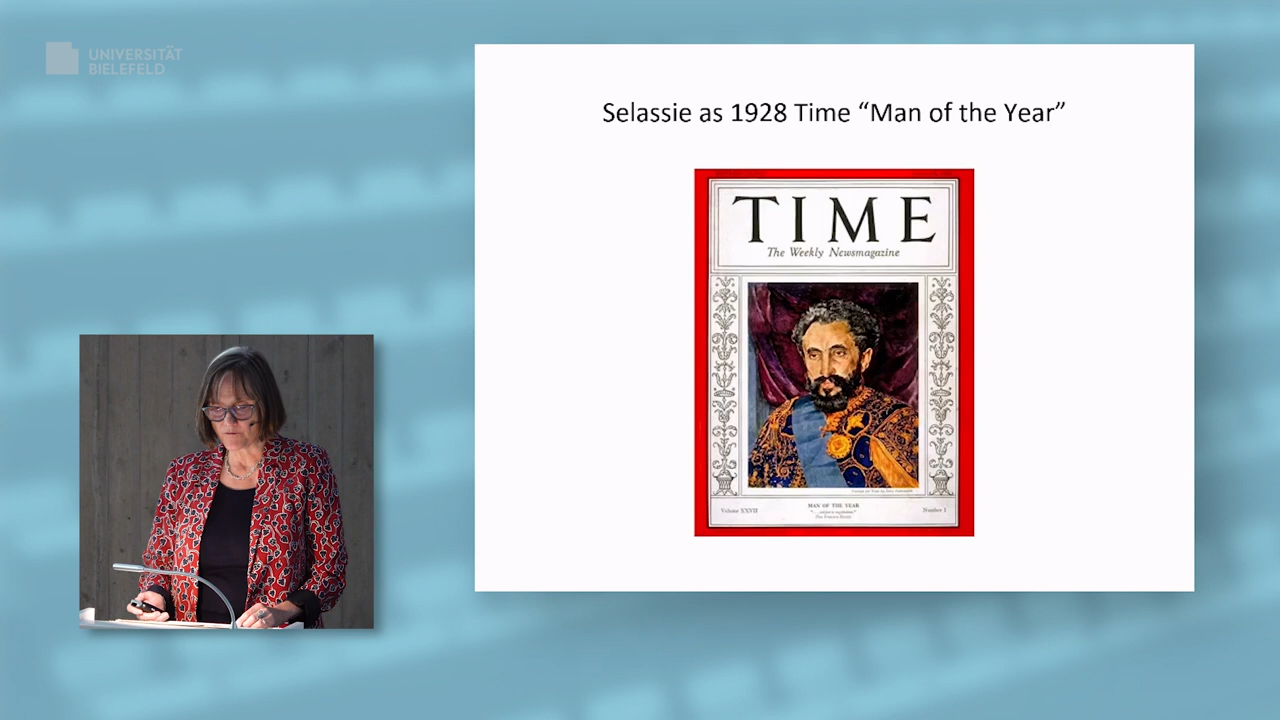 UNIVERSITÄT
BIELEFELD
Selassie as 1928 Time “Man of the Year”
TIME
The Weekly Newsmagazine
MAN OF THE YEAR
Volume XXVII
Number 1